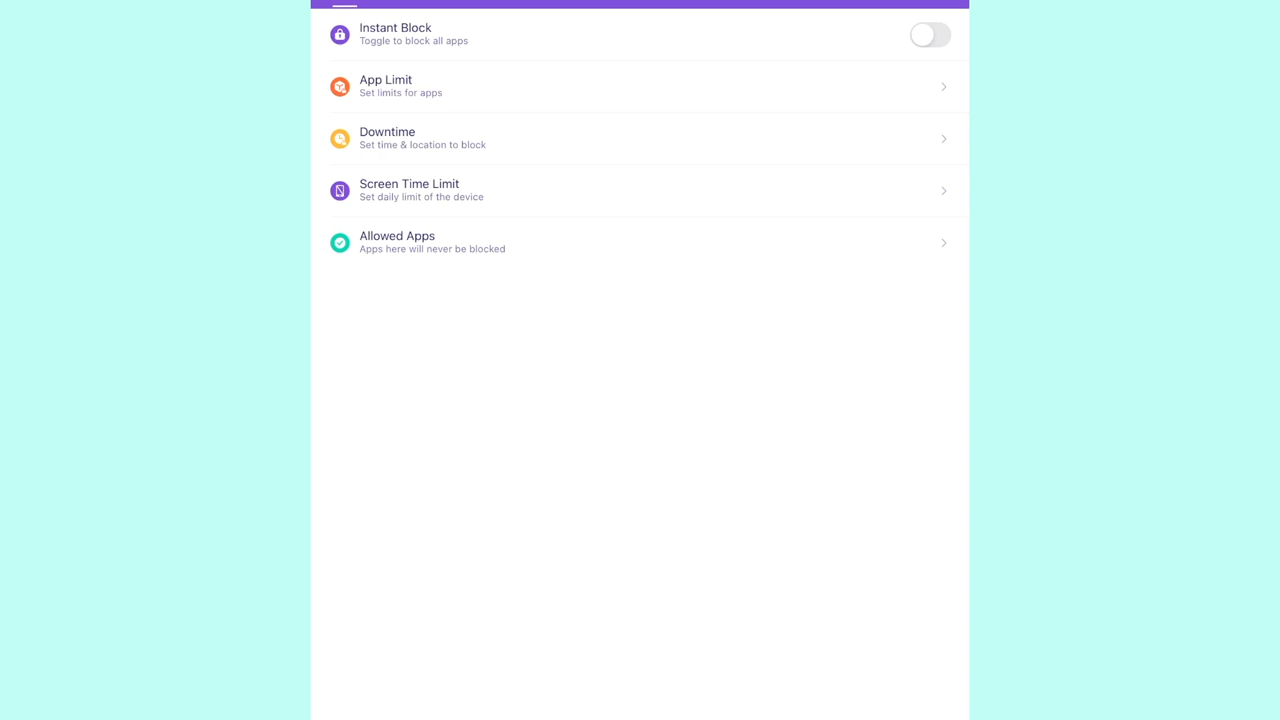 Instant Block
Toggle to block all apps
App Limit
Set limits for apps
Downtime
Set time & location to block
Screen Time Limit
Set daily limit of the device
Allowed Apps
Apps here will never be blocked